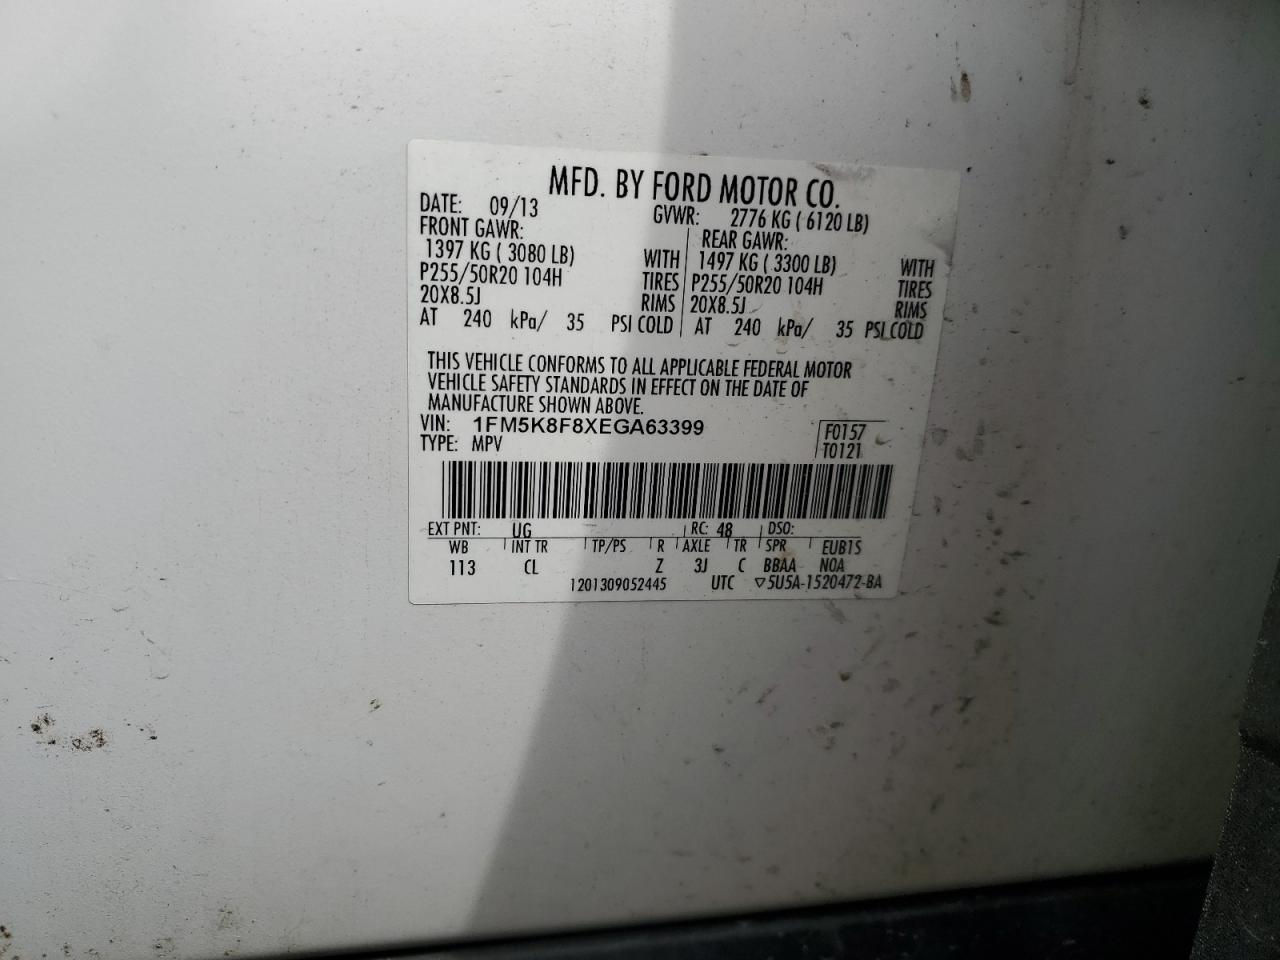 MFD. BY FORD MOTOR CO.
DATE: 09/13 GVWR: 2776 KG ( 6120 LB)
FRONT GAWR: REAR GAWR:
1397 KG ( 3080 LB) WITH 1497 KG ( 3300 LB) WITH
P255/50R20 104H TIRES P255/50R20 104H TIRES
20X8.5J RIMS 20X8.5J RIMS
AT 240 kPa/ 35 PSI COLD AT 240 kPa/ 35 PSI COLD
THIS VEHICLE CONFORMS TO ALL APPLICABLE FEDERAL MOTOR
VEHICLE SAFETY STANDARDS IN EFFECT ON THE DATE OF
MANUFACTURE SHOWN ABOVE.
VIN: 1FM5K8F8XEGA63399 F0157
TYPE: MPV T0121
EXT PNT: UG RC: 48 DSO:
WB INT TR TP/PS R AXLE TR SPR EUB1S
113 CL Z 3J C BBAA NOA
1201309052445 UTC ▽5U5A-1520472-BA